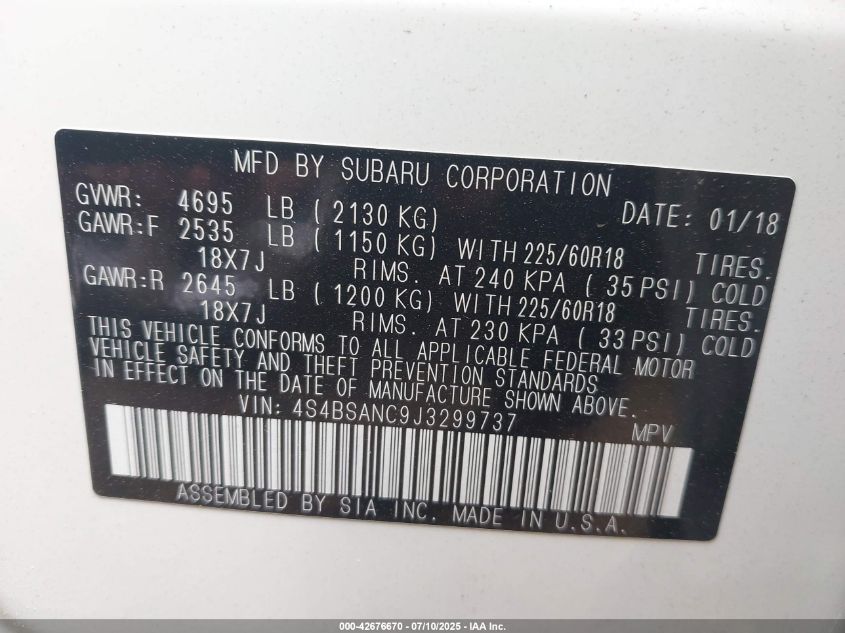 MFD BY SUBARU CORPORATION
GVWR: 4695 LB ( 2130 KG) DATE: 01/18
GAWR:F 2535 LB ( 1150 KG) WITH 225/60R18 TIRES.
18X7J RIMS. AT 240 KPA ( 35 PSI) COLD
GAWR:R 2645 LB ( 1200 KG) WITH 225/60R18 TIRES.
18X7J RIMS. AT 230 KPA ( 33 PSI) COLD
THIS VEHICLE CONFORMS TO ALL APPLICABLE FEDERAL MOTOR
VEHICLE SAFETY AND THEFT PREVENTION STANDARDS
IN EFFECT ON THE DATE OF MANUFACTURE SHOWN ABOVE.
VIN: 4S4BSANC9J3299737 MPV
ASSEMBLED BY SIA INC. MADE IN U.S.A.
000-42676670 - 07/10/2025 - IAA Inc.